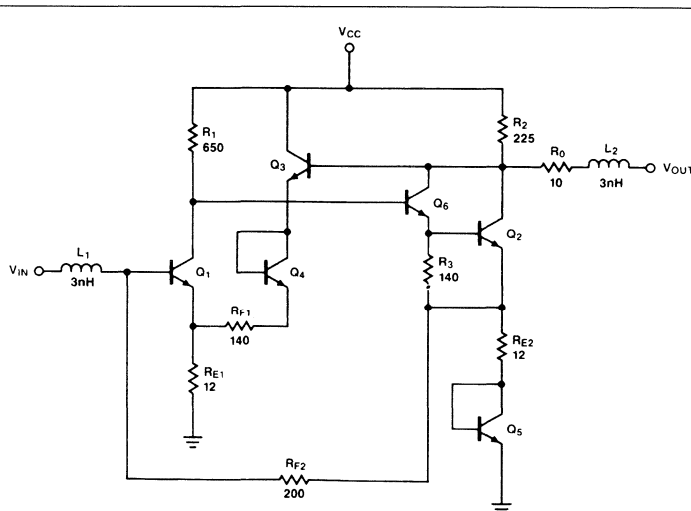 VCC
R1
650
R2
225
R0
10
L2
3nH
VOUT
Q3
Q6
Q2
L1
3nH
VIN
Q1
Q4
R3
140
RF1
140
RE1
12
RE2
12
Q5
RF2
200